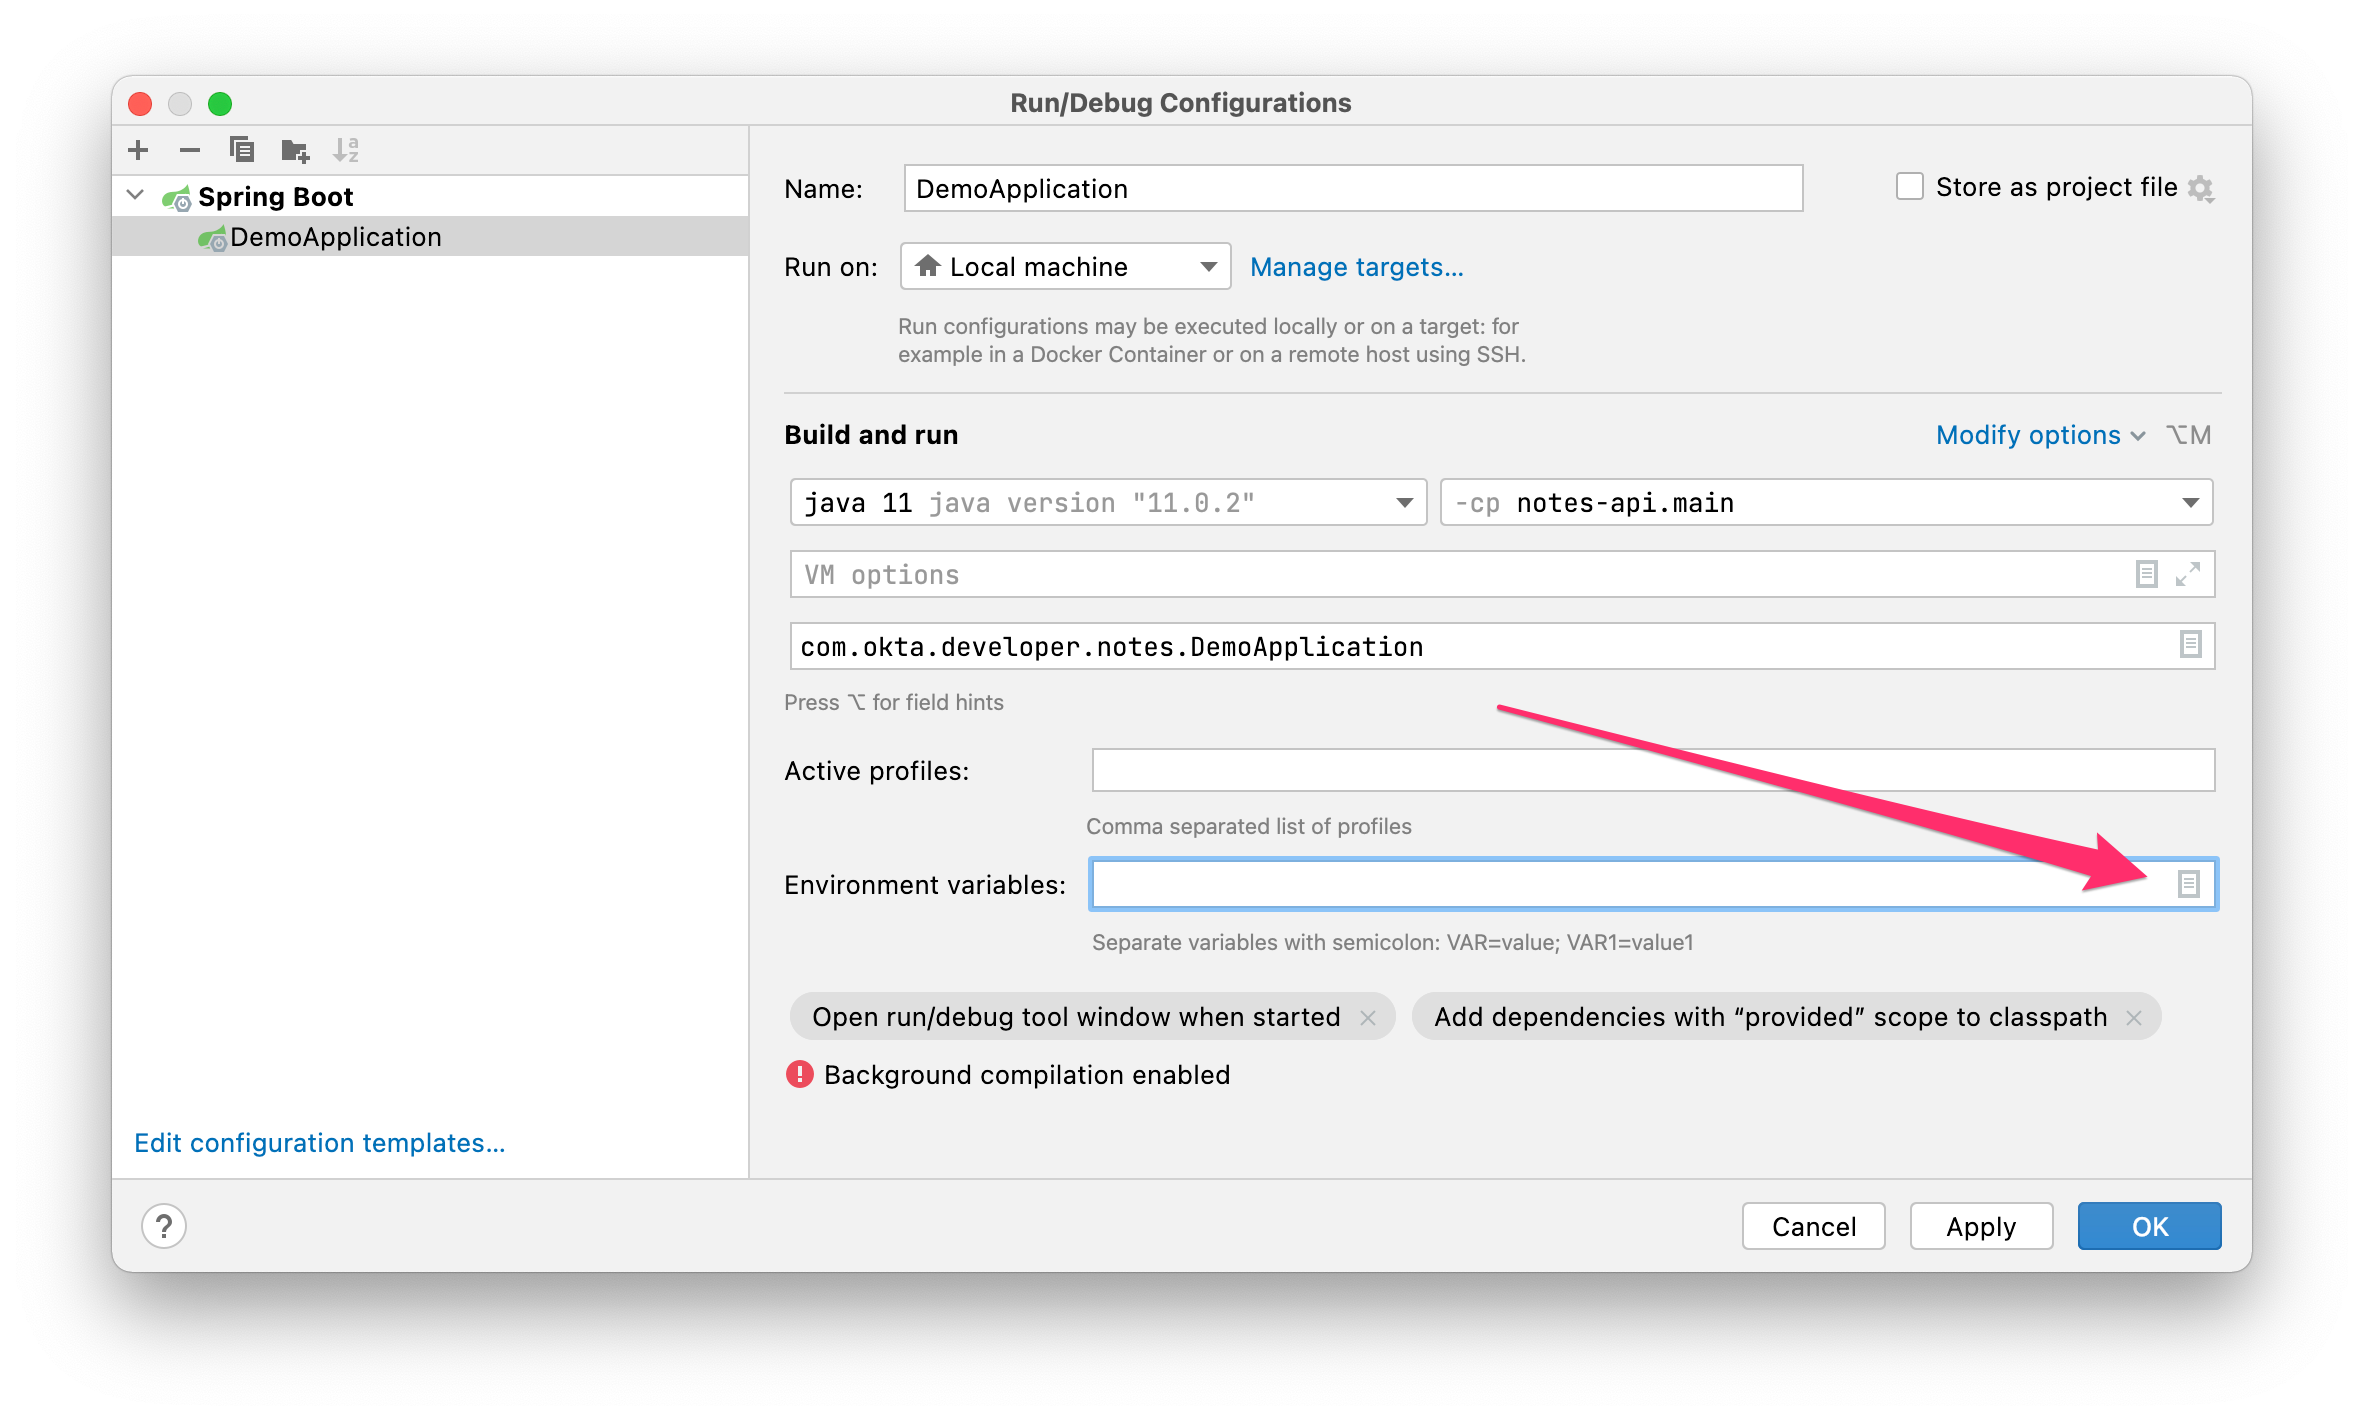 Run/Debug Configurations
Spring Boot
DemoApplication
Edit configuration templates...
Name: DemoApplication
Store as project file
Run on: Local machine Manage targets...
Run configurations may be executed locally or on a target: for
example in a Docker Container or on a remote host using SSH.
Build and run
Modify options ⌥M
java 11 java version "11.0.2"
-cp notes-api.main
VM options
com.okta.developer.notes.DemoApplication
Press ⌥ for field hints
Active profiles:
Comma separated list of profiles
Environment variables:
Separate variables with semicolon: VAR=value; VAR1=value1
Open run/debug tool window when started ×
Add dependencies with “provided” scope to classpath ×
Background compilation enabled
?
Cancel
Apply
OK